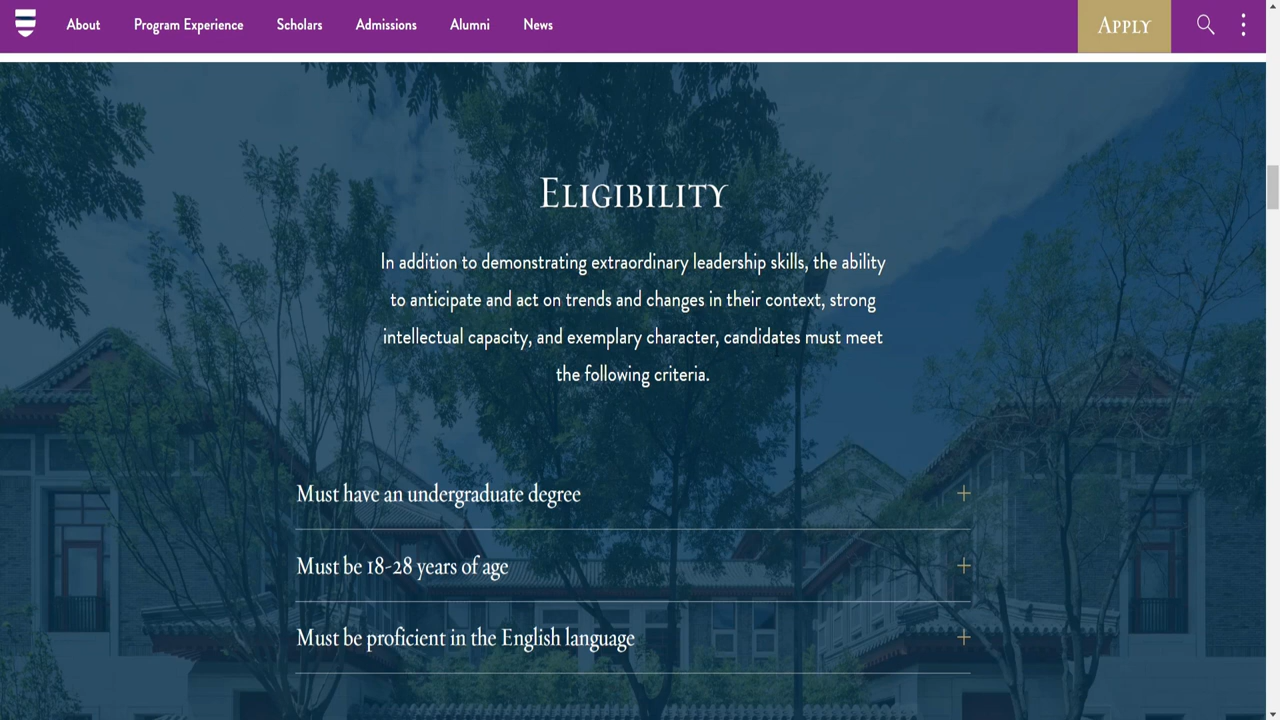 About
Program Experience
Scholars
Admissions
Alumni
News
Apply
Eligibility
In addition to demonstrating extraordinary leadership skills, the ability
to anticipate and act on trends and changes in their context, strong
intellectual capacity, and exemplary character, candidates must meet
the following criteria.
Must have an undergraduate degree
Must be 18-28 years of age
Must be proficient in the English language